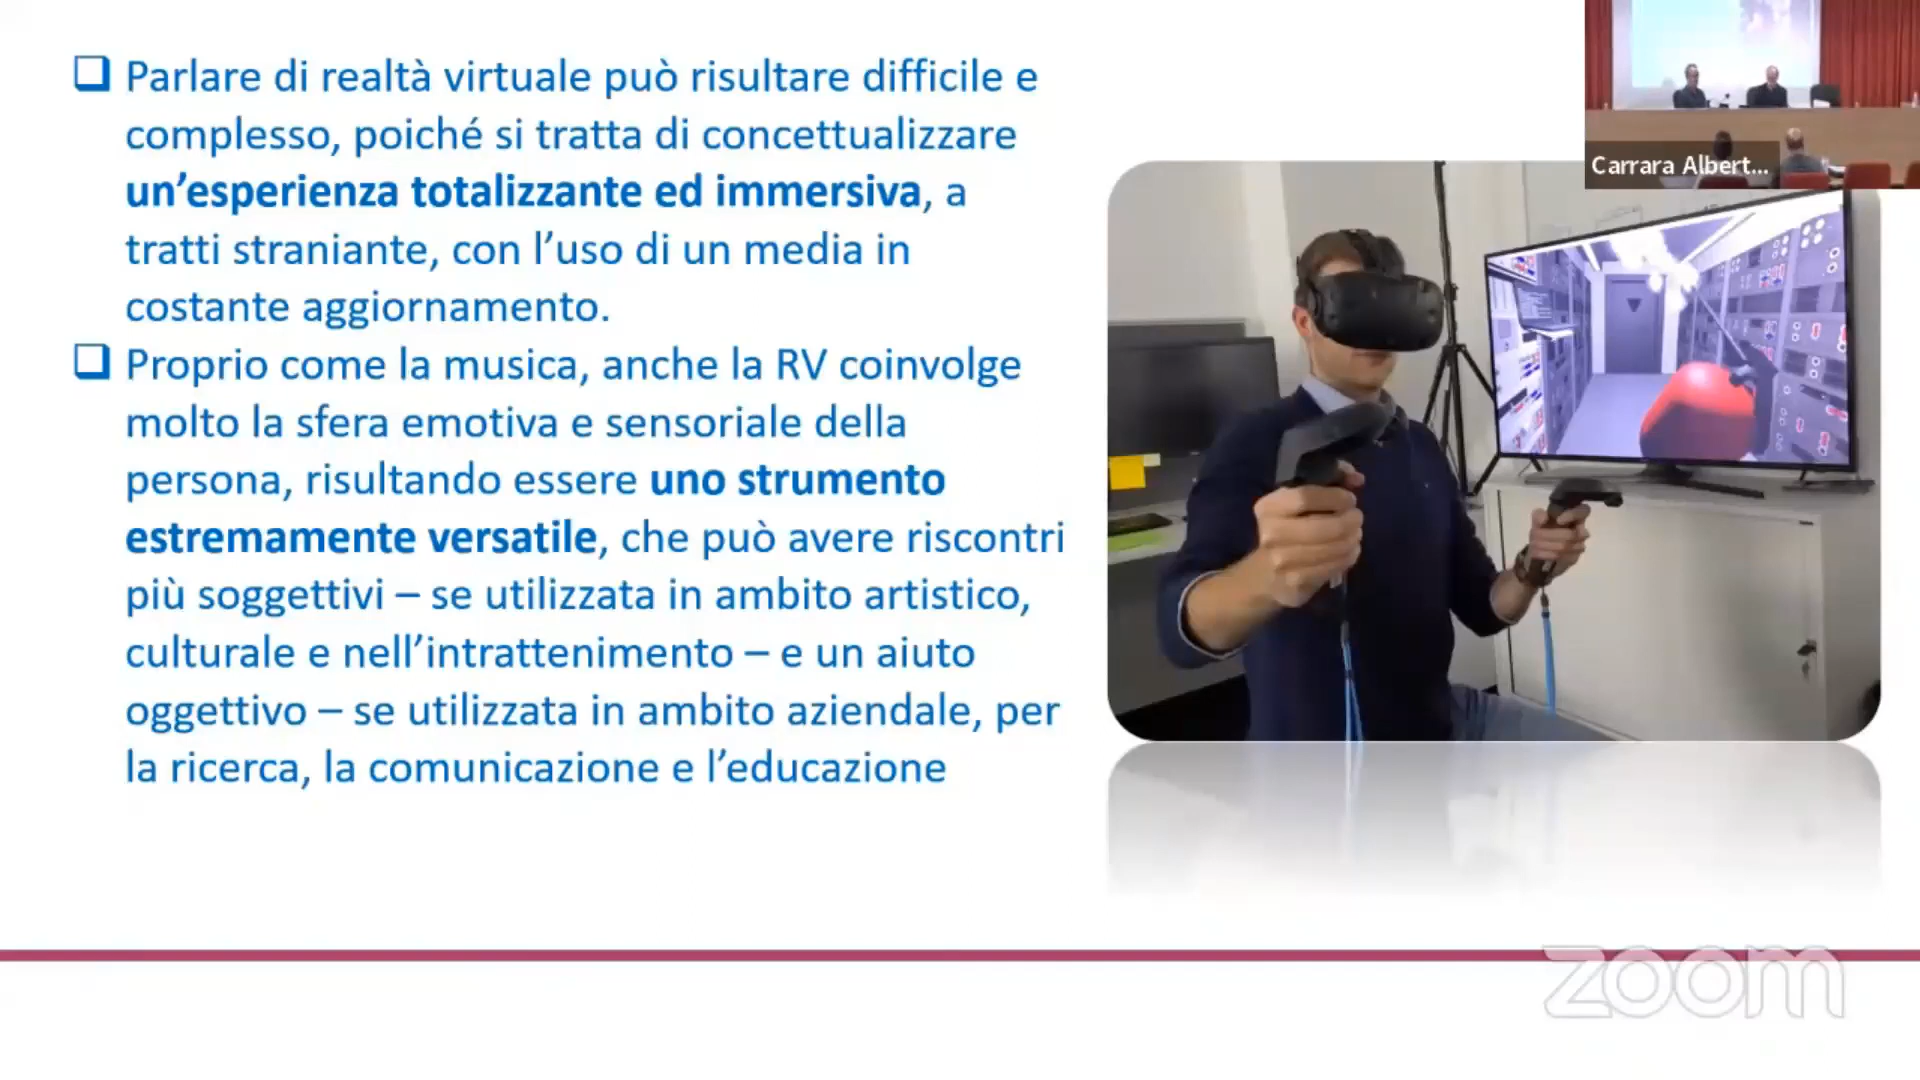 Parlare di realtà virtuale può risultare difficile e
complesso, poiché si tratta di concettualizzare
un’esperienza totalizzante ed immersiva, a
tratti straniante, con l’uso di un media in
costante aggiornamento.
Proprio come la musica, anche la RV coinvolge
molto la sfera emotiva e sensoriale della
persona, risultando essere uno strumento
estremamente versatile, che può avere riscontri
più soggettivi – se utilizzata in ambito artistico,
culturale e nell’intrattenimento – e un aiuto
oggettivo – se utilizzata in ambito aziendale, per
la ricerca, la comunicazione e l’educazione
Carrara Albert...
zoom